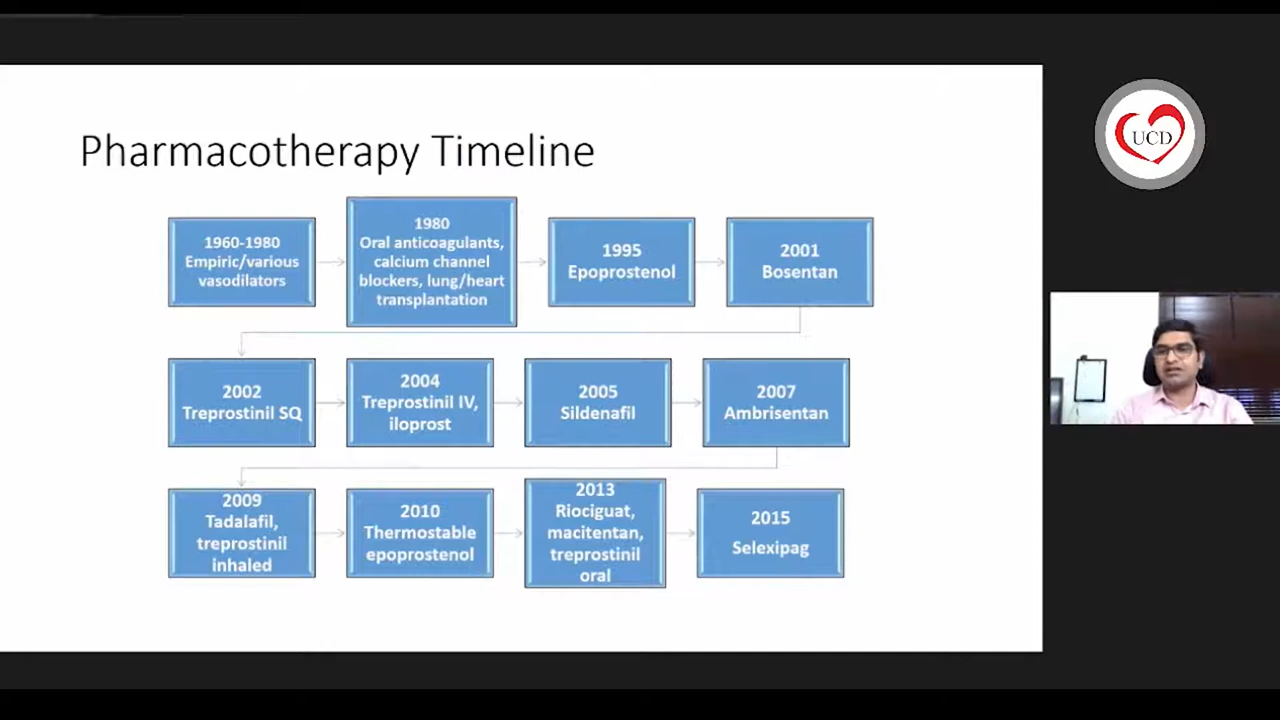 Pharmacotherapy Timeline
UCD
1960-1980
Empiric/various
vasodilators
1980
Oral anticoagulants,
calcium channel
blockers, lung/heart
transplantation
1995
Epoprostenol
2001
Bosentan
2002
Treprostinil SQ
2004
Treprostinil IV,
iloprost
2005
Sildenafil
2007
Ambrisentan
2009
Tadalafil,
treprostinil
inhaled
2010
Thermostable
epoprostenol
2013
Riociguat,
macitentan,
treprostinil
oral
2015
Selexipag